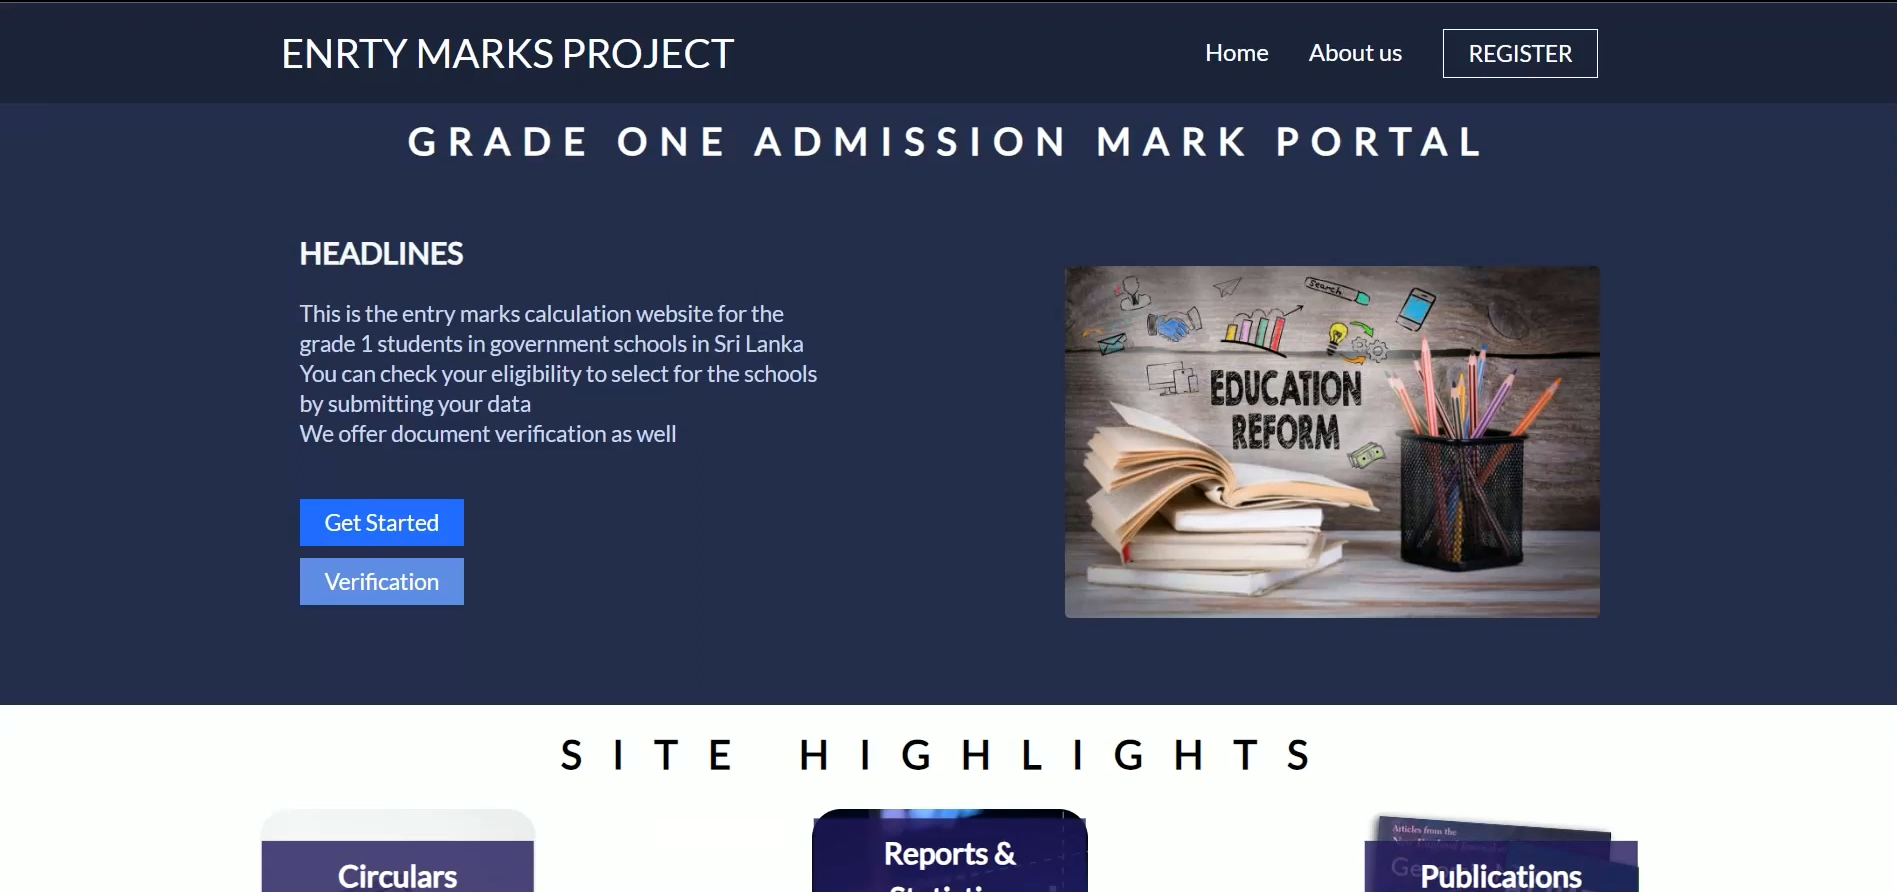 ENRTY MARKS PROJECT
Home
About us
REGISTER
GRADE ONE ADMISSION MARK PORTAL
HEADLINES
This is the entry marks calculation website for the
grade 1 students in government schools in Sri Lanka
You can check your eligibility to select for the schools
by submitting your data
We offer document verification as well
Get Started
Verification
search
EDUCATION
REFORM
SITE HIGHLIGHTS
Circulars
Reports &
Articles from the
Publications